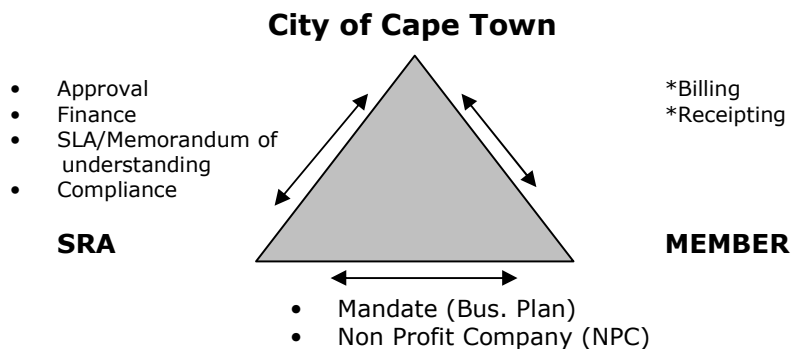 City of Cape Town
• Approval
• Finance
• SLA/Memorandum of
understanding
• Compliance
*Billing
*Receipting
SRA
MEMBER
• Mandate (Bus. Plan)
• Non Profit Company (NPC)